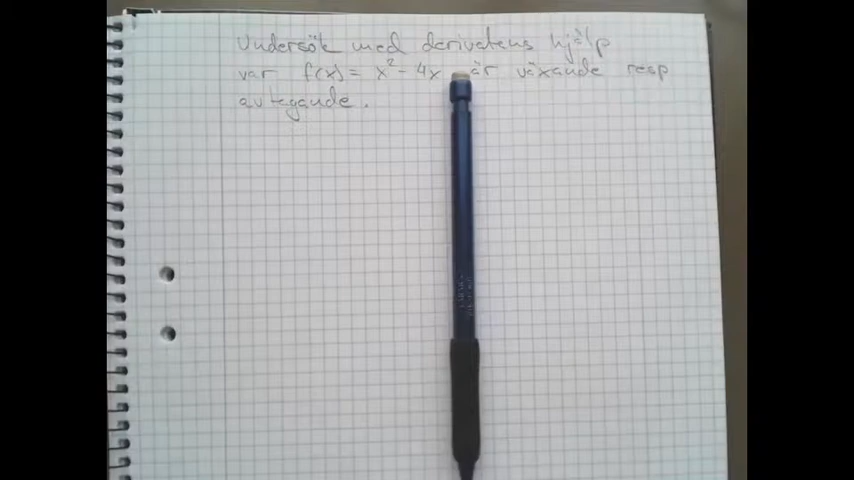 Undersök med derivatans hjälp
var f(x) = x² - 4x är växande resp
avtagande.